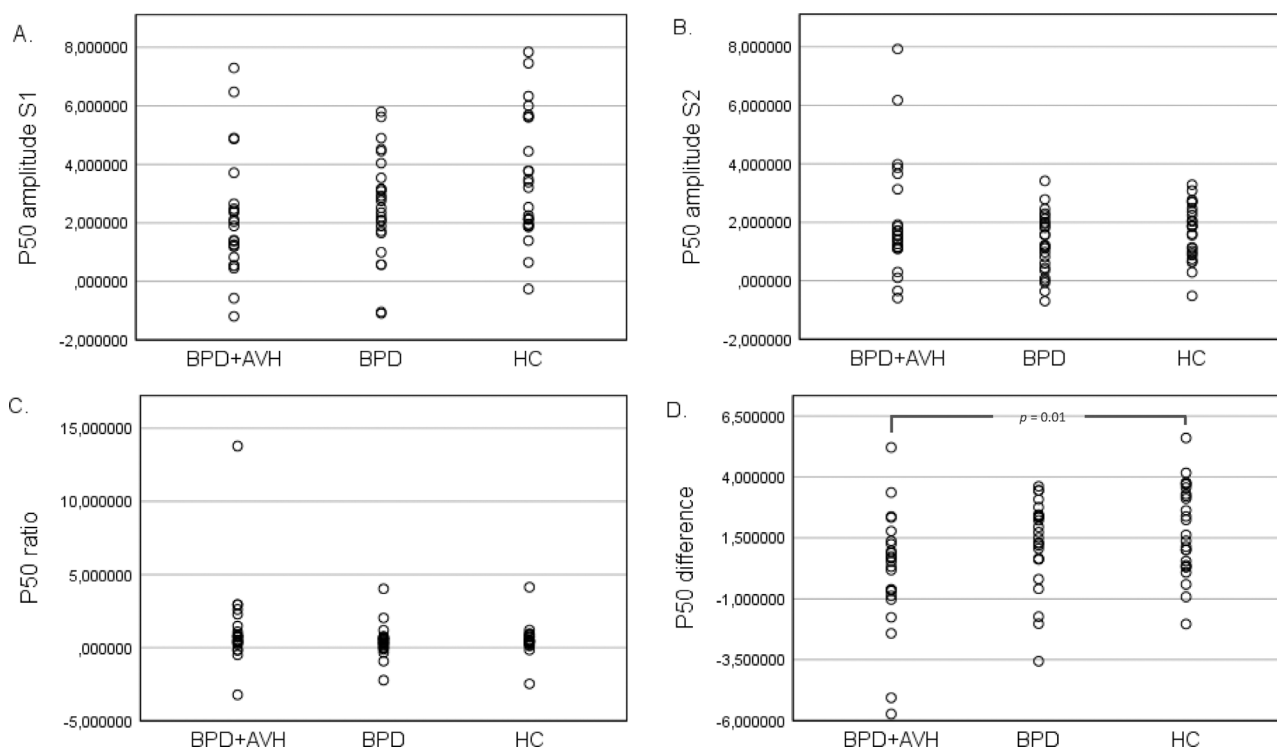 A.
P50 amplitude S1
8,000000
6,000000
4,000000
2,000000
,000000
-2,000000
BPD+AVH BPD HC
B.
P50 amplitude S2
8,000000
6,000000
4,000000
2,000000
,000000
-2,000000
BPD+AVH BPD HC
C.
P50 ratio
15,000000
10,000000
5,000000
,000000
-5,000000
BPD+AVH BPD HC
D.
P50 difference
6,500000
4,000000
1,500000
-1,000000
-3,500000
-6,000000
p = 0.01
BPD+AVH BPD HC